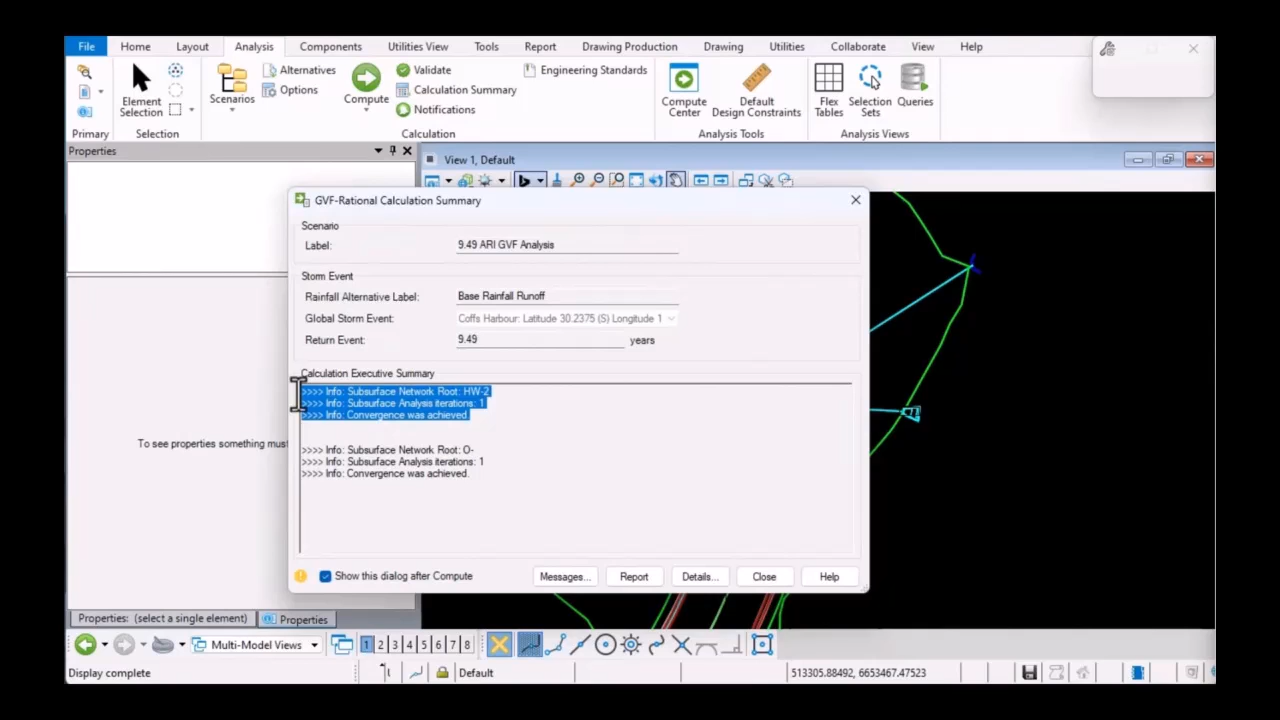 File Home Layout Analysis Components Utilities View Tools Report Drawing Production Drawing Utilities Collaborate View Help
Alternatives Validate Engineering Standards
Options Calculation Summary
Element Selection Scenarios Compute Notifications Compute Center Default Design Constraints Flex Tables Selection Sets Queries
Primary Selection Calculation Analysis Tools Analysis Views
Properties View 1, Default
GVF-Rational Calculation Summary
Scenario
Label: 9.49 ARI GVF Analysis
Storm Event
Rainfall Alternative Label: Base Rainfall Runoff
Global Storm Event: Coffs Harbour: Latitude 30.2375 (S) Longitude 1
Return Event: 9.49 years
Calculation Executive Summary
>>>> Info: Subsurface Network Root: HW-2
>>>> Info: Subsurface Analysis iterations: 1
>>>> Info: Convergence was achieved.
To see properties something must
>>>> Info: Subsurface Network Root: O-
>>>> Info: Subsurface Analysis iterations: 1
>>>> Info: Convergence was achieved.
Show this dialog after Compute Messages... Report Details... Close Help
Properties: (select a single element) Properties
Multi-Model Views 1 2 3 4 5 6 7 8
Display complete Default 513305.88492, 6653467.47523